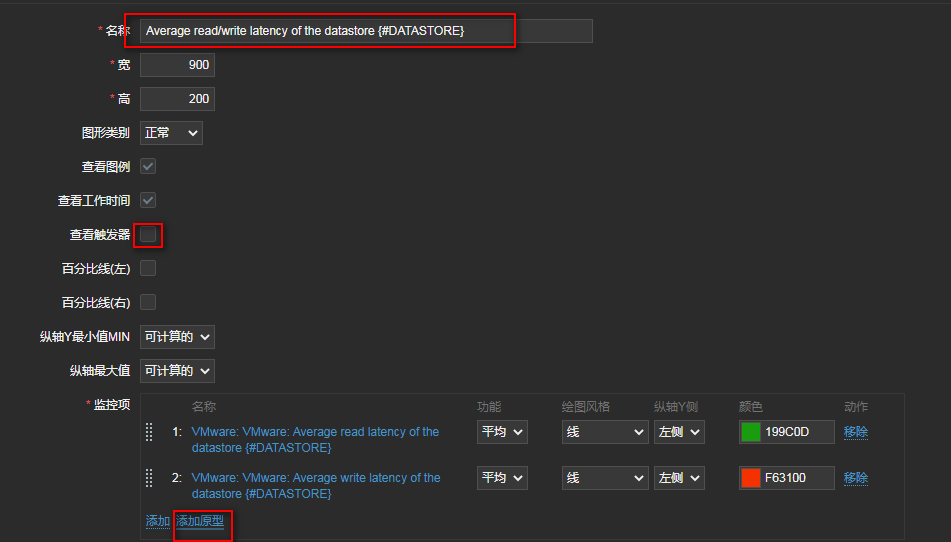 * 名称 Average read/write latency of the datastore {#DATASTORE}
* 宽 900
* 高 200
图形类别 正常
查看图例
查看工作时间
查看触发器
百分比线(左)
百分比线(右)
纵轴Y最小值MIN 可计算的
纵轴最大值 可计算的
* 监控项 名称 功能 绘图风格 纵轴Y侧 颜色 动作
1: VMware: VMware: Average read latency of the 平均 线 左侧 199C0D 移除
datastore {#DATASTORE}
2: VMware: VMware: Average write latency of the 平均 线 左侧 F63100 移除
datastore {#DATASTORE}
添加 添加原型